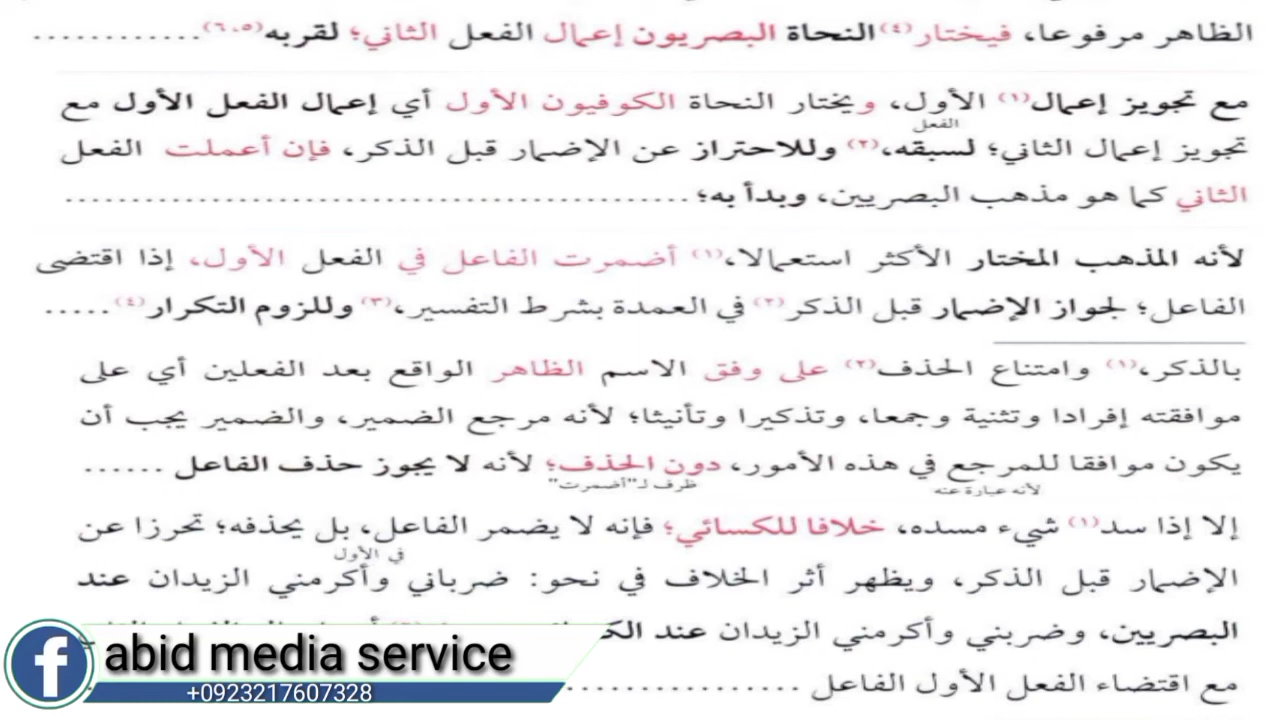 الظاهر مرفوعا، فيختار(٤) النحاة البصريون إعمال الفعل الثاني؛ لقربه(٦،٥)............
مع تجويز إعمال(١) الأول، ويختار النحاة الكوفيون الأول أي إعمال الفعل الأول مع
الفعل
تجويز إعمال الثاني؛ لسبقه،(٢) وللاحتراز عن الإضمار قبل الذكر، فإن أعملت الفعل
الثاني كما هو مذهب البصريين، وبدأ به؛ ................................................
لأنه المذهب المختار الأكثر استعمالا،(١) أضمرت الفاعل في الفعل الأول، إذا اقتضى
الفاعل؛ لجواز الإضمار قبل الذكر(٢) في العمدة بشرط التفسير،(٣) وللزوم التكرار(٤).....
بالذكر،(١) وامتناع الحذف(٢) على وفق الاسم الظاهر الواقع بعد الفعلين أي على
موافقته إفرادا وتثنية وجمعا، وتذكيرا وتأنيثا؛ لأنه مرجع الضمير، والضمير يجب أن
يكون موافقا للمرجع في هذه الأمور، دون الحذف؛ لأنه لا يجوز حذف الفاعل ......
لأنه عبارة عنه ظرف لـ"أضمرت"
إلا إذا سد(١) شيء مسده، خلافا للكسائي؛ فإنه لا يضمر الفاعل، بل يحذفه؛ تحرزا عن
في الأول
الإضمار قبل الذكر، ويظهر أثر الخلاف في نحو: ضرباني وأكرمني الزيدان عند
البصريين، وضربني وأكرمني الزيدان عند
مع اقتضاء الفعل الأول الفاعل ..................
abid media service
+0923217607328